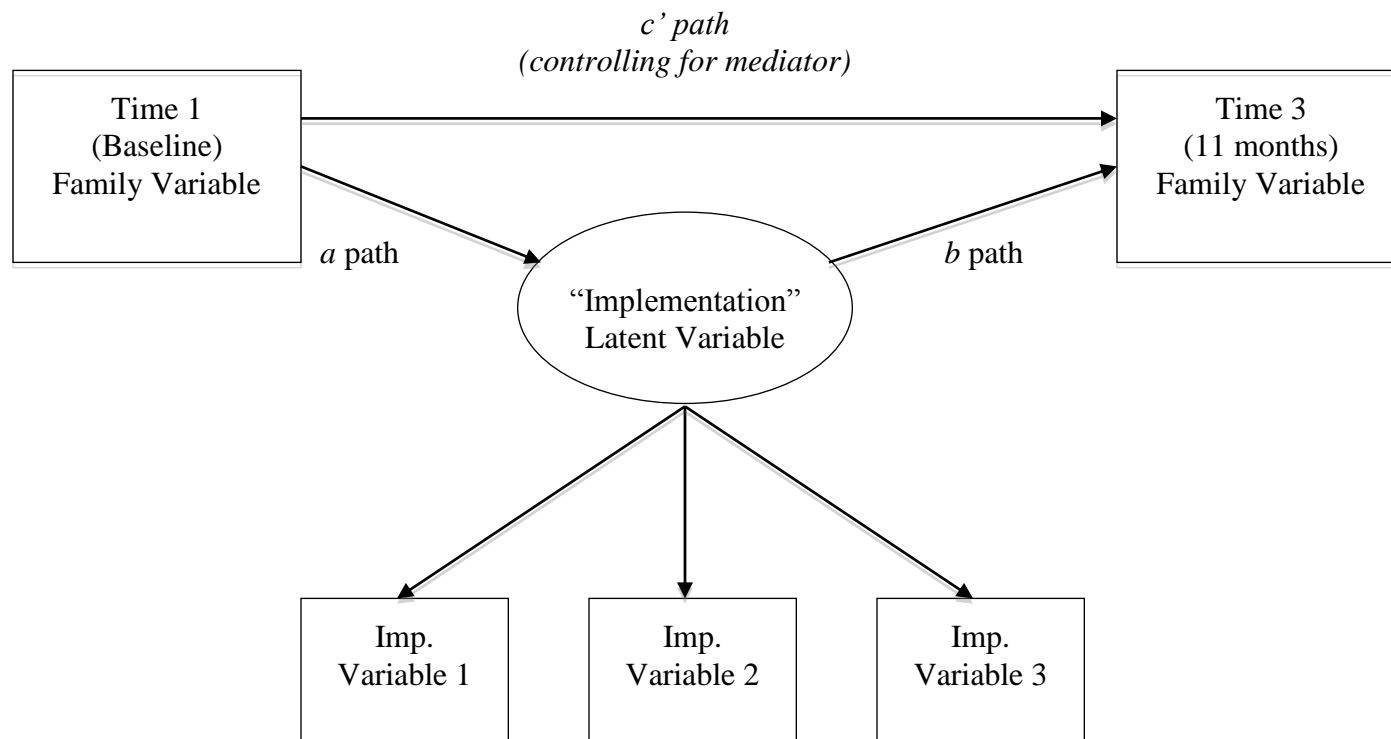 c’ path
(controlling for mediator)
Time 1
(Baseline)
Family Variable
Time 3
(11 months)
Family Variable
a path
b path
“Implementation”
Latent Variable
Imp.
Variable 1
Imp.
Variable 2
Imp.
Variable 3